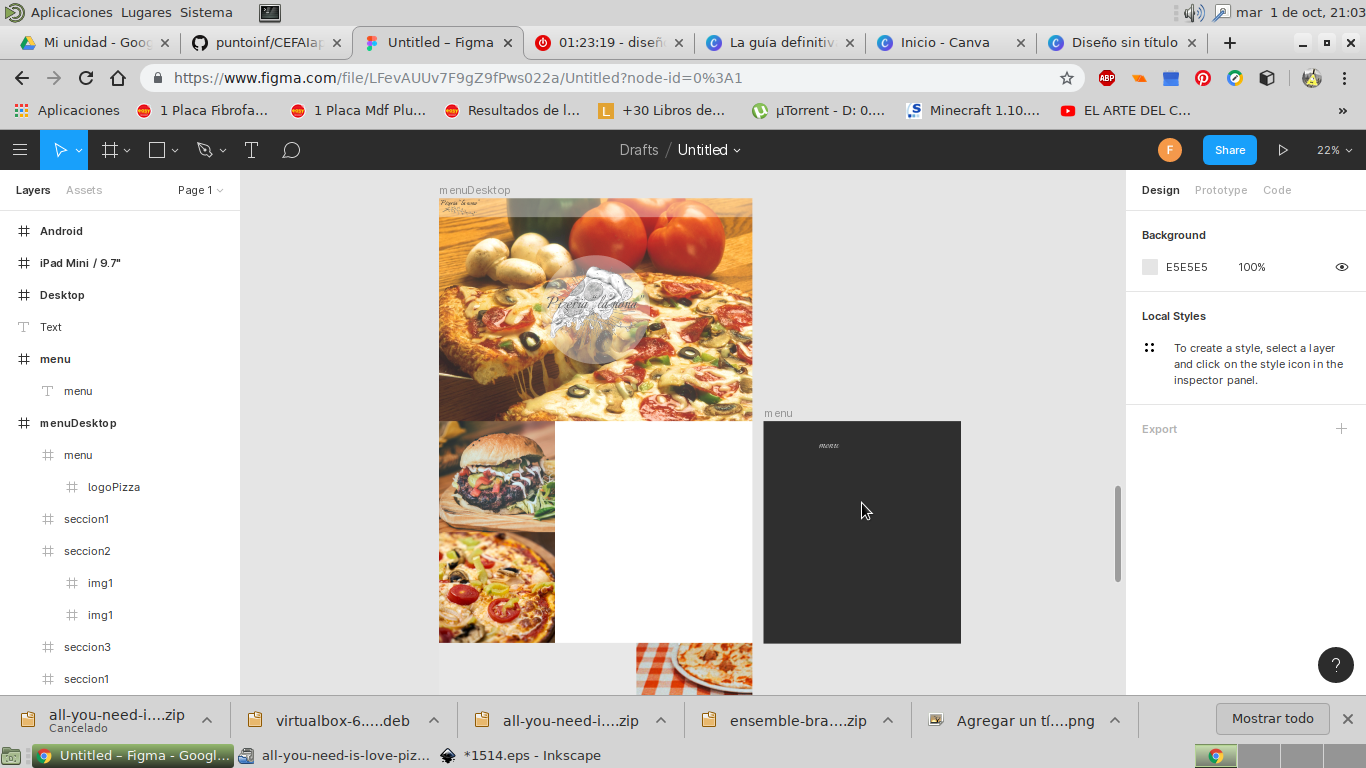 Aplicaciones Lugares Sistema
mar 1 de oct, 21:03
Mi unidad - Goog
puntoinf/CEFAIap
Untitled – Figma
01:23:19 - diseñ
La guía definitiv
Inicio - Canva
Diseño sin título
https://www.figma.com/file/LFevAUUv7F9gZ9fPws022a/Untitled?node-id=0%3A1
ABP
Aplicaciones
1 Placa Fibrofa...
1 Placa Mdf Plu...
Resultados de l...
L
+30 Libros de...
µTorrent - D: 0....
Minecraft 1.10....
EL ARTE DEL C...
»
Drafts / Untitled
F
Share
22%
Layers
Assets
Page 1
menuDesktop
Design
Prototype
Code
Android
iPad Mini / 9.7"
Desktop
Text
menu
menu
menuDesktop
menu
logoPizza
seccion1
seccion2
img1
img1
seccion3
seccion1
Pizeria "la nona"
Pizeria "la nona"
menu
menu
Background
E5E5E5
100%
Local Styles
To create a style, select a layer
and click on the style icon in the
inspector panel.
Export
?
all-you-need-i....zip
Cancelado
virtualbox-6.....deb
all-you-need-i....zip
ensemble-bra....zip
Agregar un tí....png
Mostrar todo
Untitled – Figma - Googl...
all-you-need-is-love-piz...
*1514.eps - Inkscape